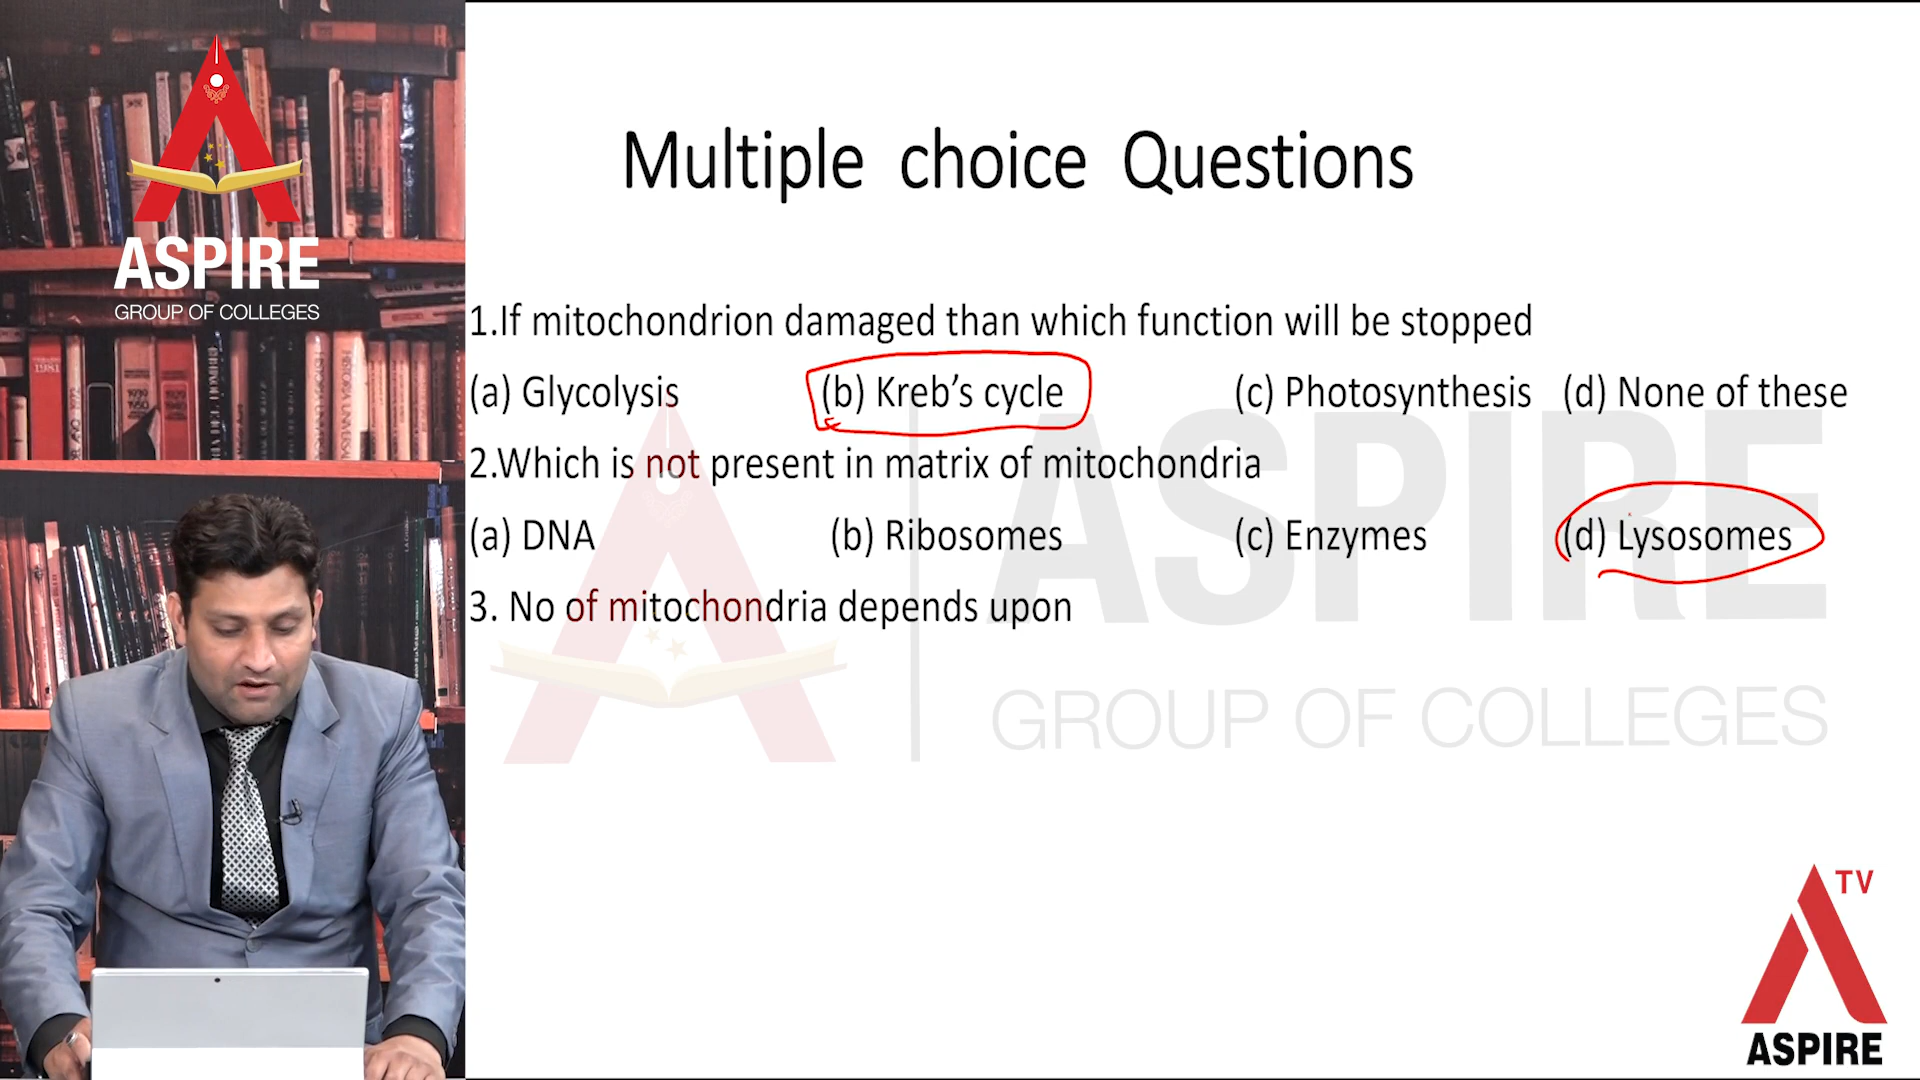 ASPIRE
GROUP OF COLLEGES
Multiple choice Questions
1.If mitochondrion damaged than which function will be stopped
(a) Glycolysis (b) Kreb's cycle (c) Photosynthesis (d) None of these
2.Which is not present in matrix of mitochondria
(a) DNA (b) Ribosomes (c) Enzymes (d) Lysosomes
3. No of mitochondria depends upon
ASPIRE
GROUP OF COLLEGES
TV
ASPIRE